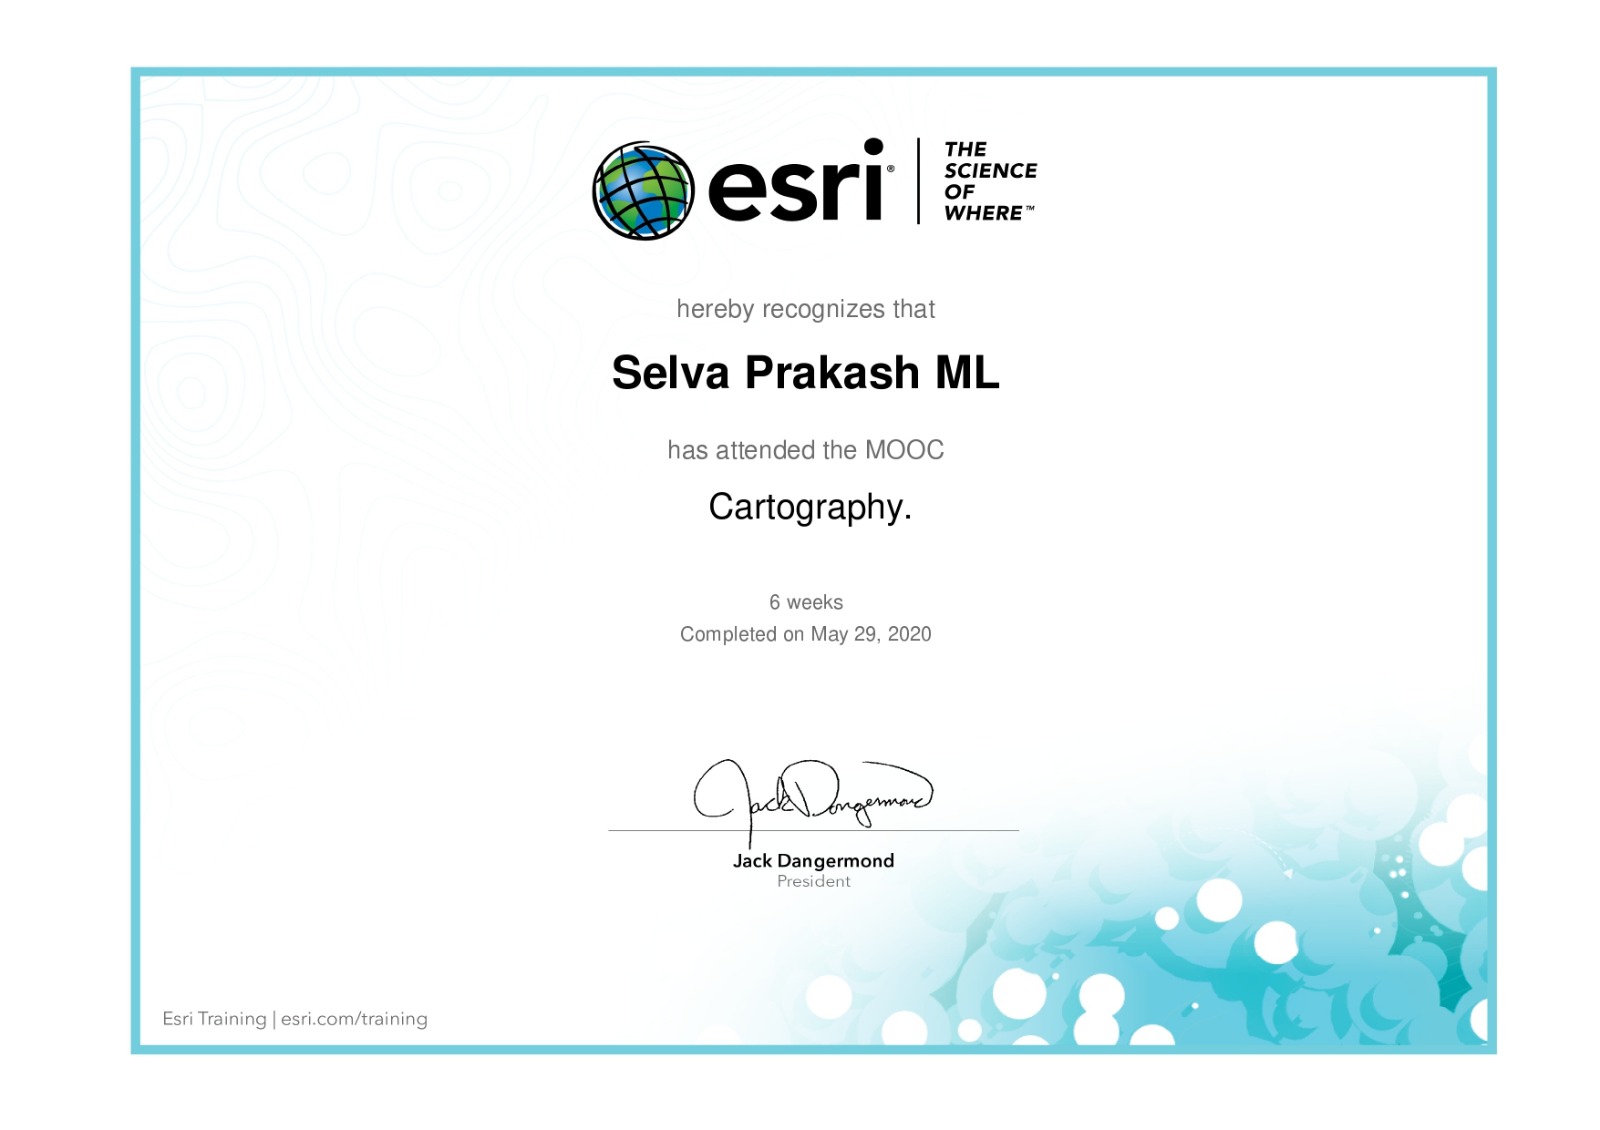 esri®
THE
SCIENCE
OF
WHERE™
hereby recognizes that
Selva Prakash ML
has attended the MOOC
Cartography.
6 weeks
Completed on May 29, 2020
Jack Dangermond
Jack Dangermond
President
Esri Training | esri.com/training